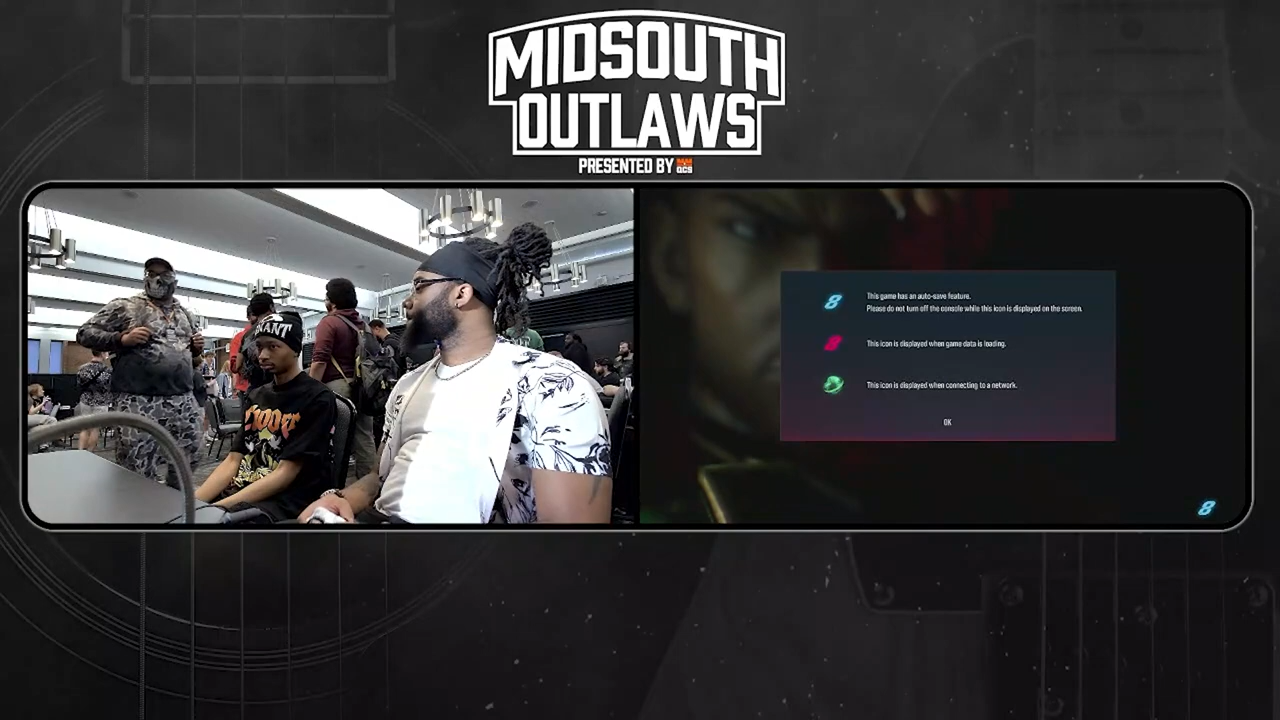 MIDSOUTH
OUTLAWS
PRESENTED BY QCS
This game has an auto-save feature.
Please do not turn off the console while this icon is displayed on the screen.
This icon is displayed when game data is loading.
This icon is displayed when connecting to a network.
OK
8